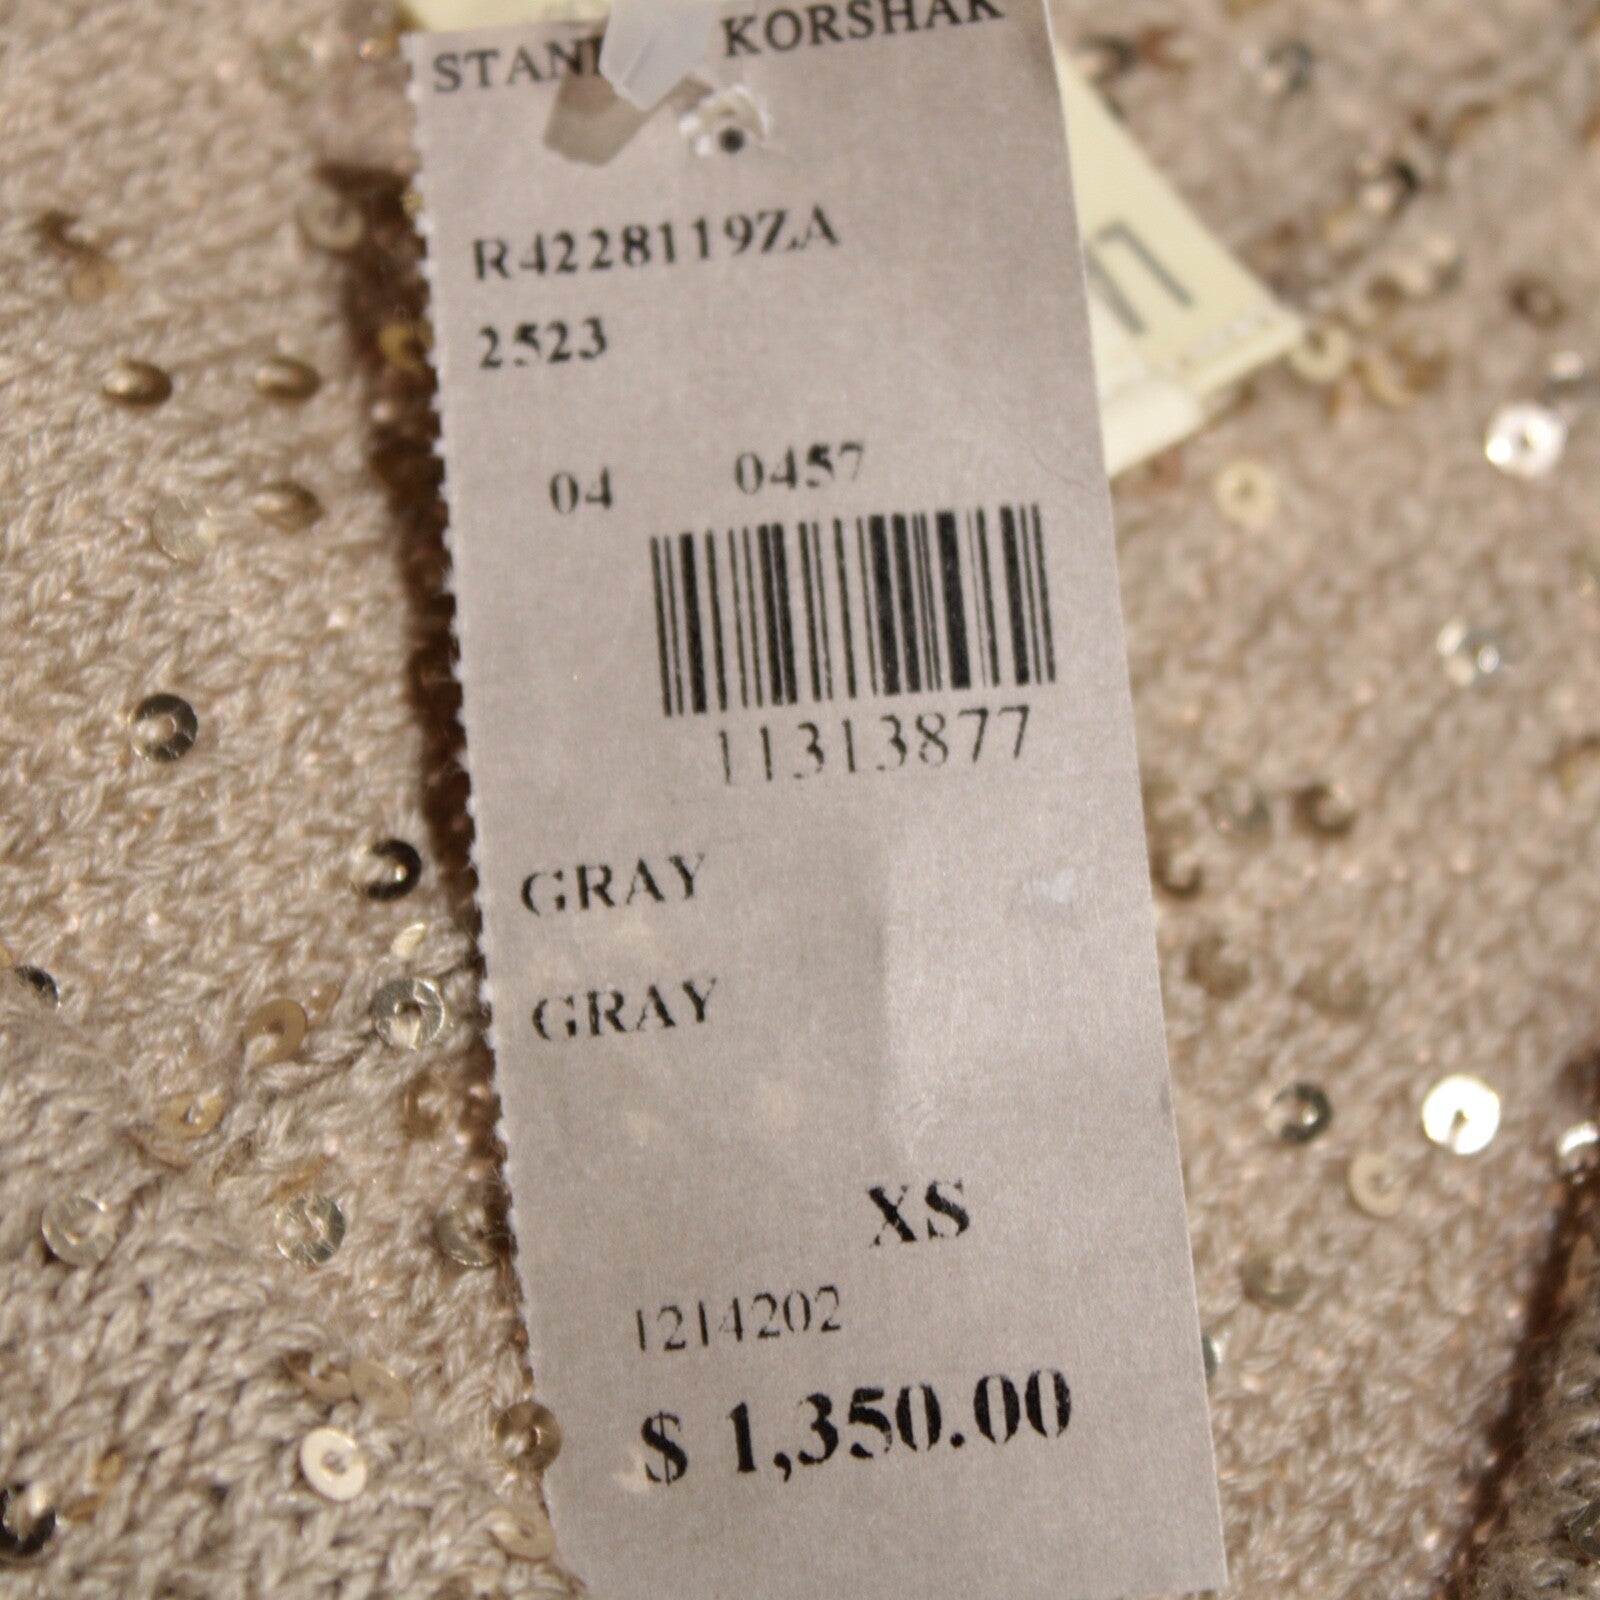 KORSHAK
R4228119ZA
2523
04 0457
11313877
GRAY
GRAY
XS
1214202
$ 1,350.00